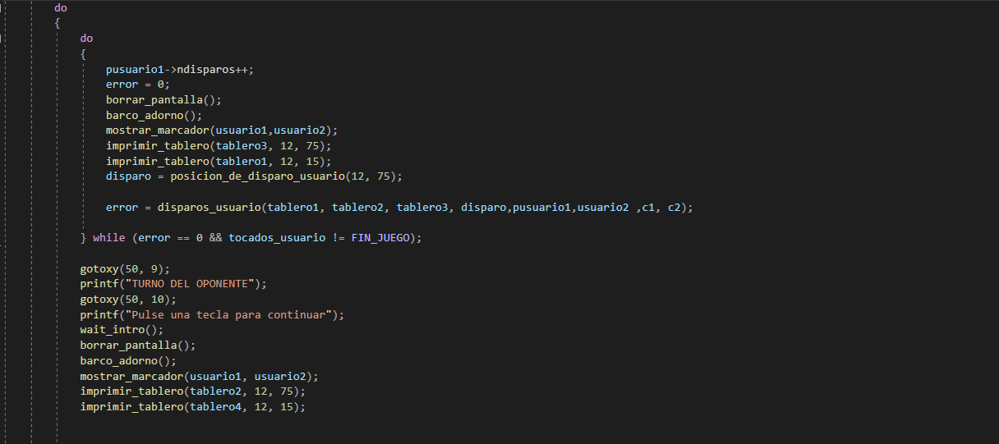 do
{
do
{
pusuario1->ndisparos++;
error = 0;
borrar_pantalla();
barco_adorno();
mostrar_marcador(usuario1,usuario2);
imprimir_tablero(tablero3, 12, 75);
imprimir_tablero(tablero1, 12, 15);
disparo = posicion_de_disparo_usuario(12, 75);
error = disparos_usuario(tablero1, tablero2, tablero3, disparo,pusuario1,usuario2 ,c1, c2);
} while (error == 0 && tocados_usuario != FIN_JUEGO);
gotoxy(50, 9);
printf("TURNO DEL OPONENTE");
gotoxy(50, 10);
printf("Pulse una tecla para continuar");
wait_intro();
borrar_pantalla();
barco_adorno();
mostrar_marcador(usuario1, usuario2);
imprimir_tablero(tablero2, 12, 75);
imprimir_tablero(tablero4, 12, 15);